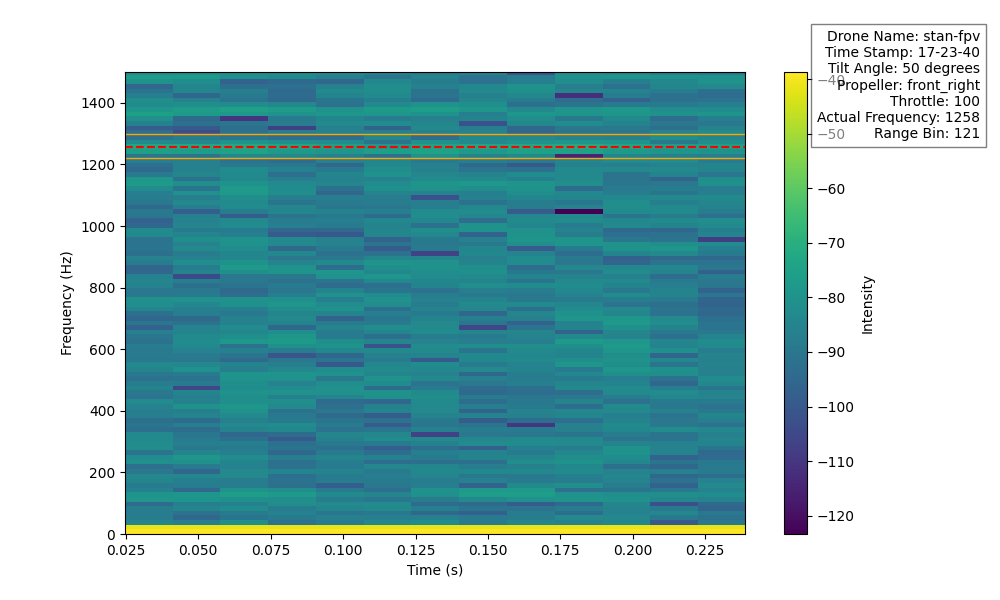 Drone Name: stan-fpv
Time Stamp: 17-23-40
Tilt Angle: 50 degrees
Propeller: front_right
Throttle: 100
Actual Frequency: 1258
Range Bin: 121
1400
1200
1000
800
600
400
200
0
Frequency (Hz)
0.025
0.050
0.075
0.100
0.125
0.150
0.175
0.200
0.225
Time (s)
−40
−50
−60
−70
−80
−90
−100
−110
−120
Intensity